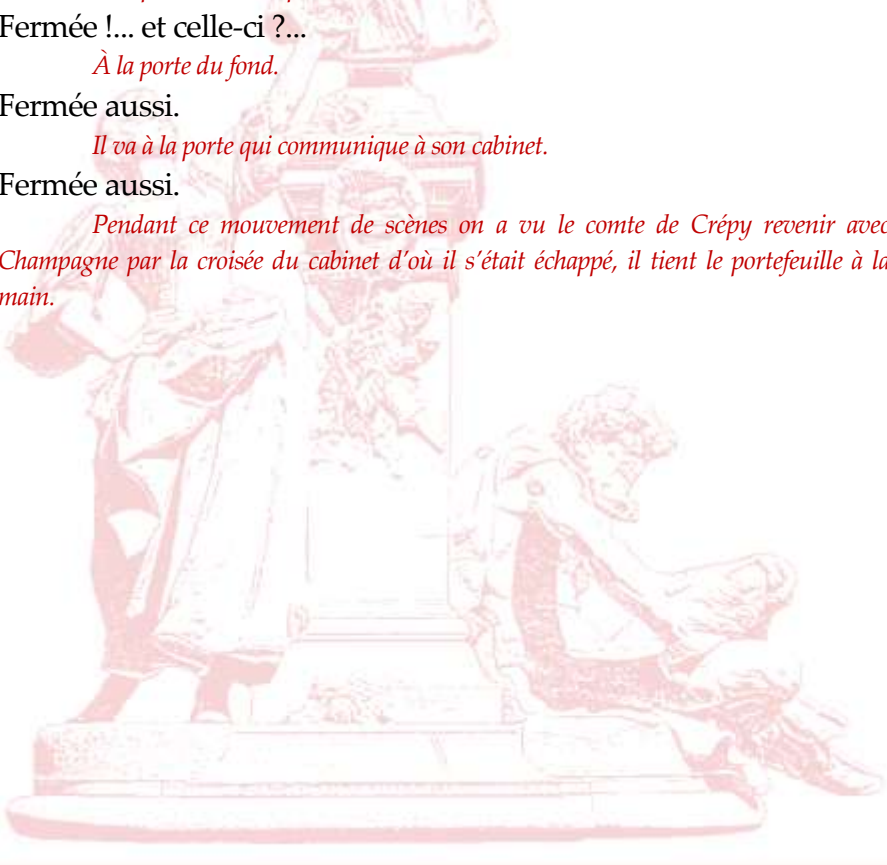 Fermée !... et celle-ci ?...
À la porte du fond.
Fermée aussi.
Il va à la porte qui communique à son cabinet.
Fermée aussi.
Pendant ce mouvement de scènes on a vu le comte de Crépy revenir avec
Champagne par la croisée du cabinet d'où il s'était échappé, il tient le portefeuille à la
main.